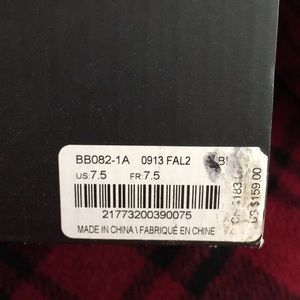 BB082-1A 0913 FAL2
US:7.5 FR:7.5
21773200390075
MADE IN CHINA \ FABRIQUÉ EN CHINE
US $159.00